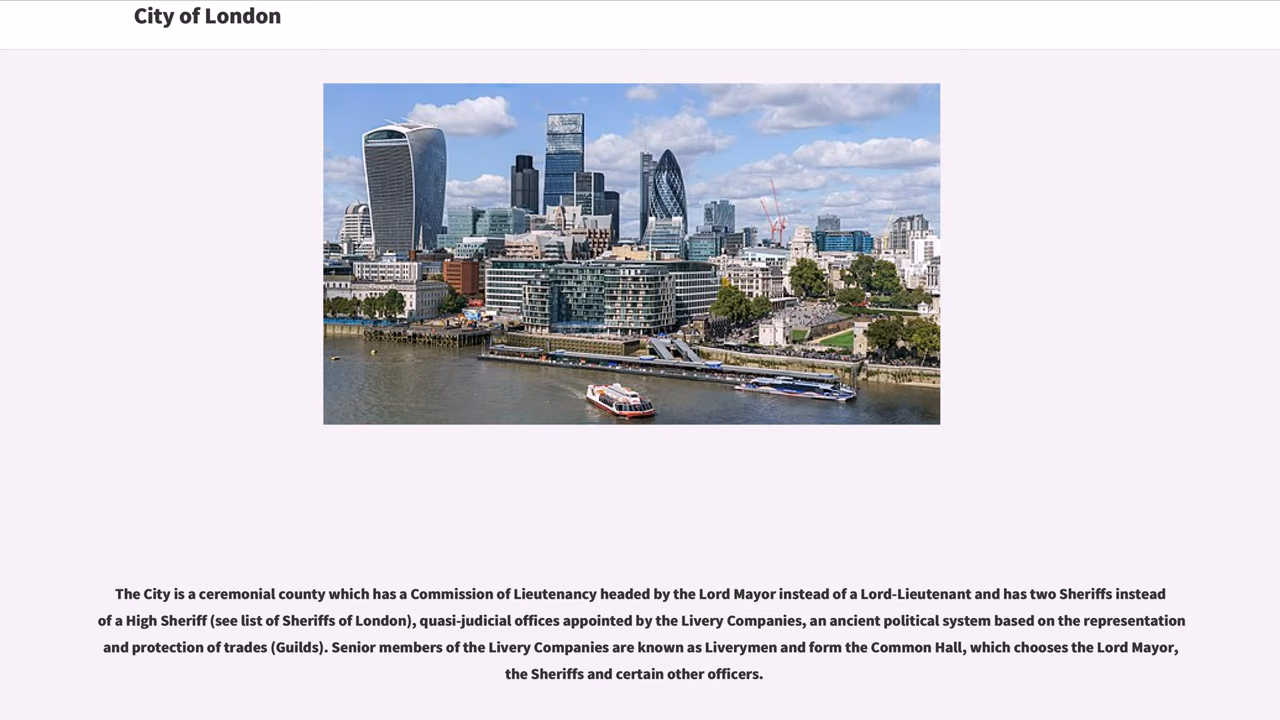 City of London
The City is a ceremonial county which has a Commission of Lieutenancy headed by the Lord Mayor instead of a Lord-Lieutenant and has two Sheriffs instead
of a High Sheriff (see list of Sheriffs of London), quasi-judicial offices appointed by the Livery Companies, an ancient political system based on the representation
and protection of trades (Guilds). Senior members of the Livery Companies are known as Liverymen and form the Common Hall, which chooses the Lord Mayor,
the Sheriffs and certain other officers.